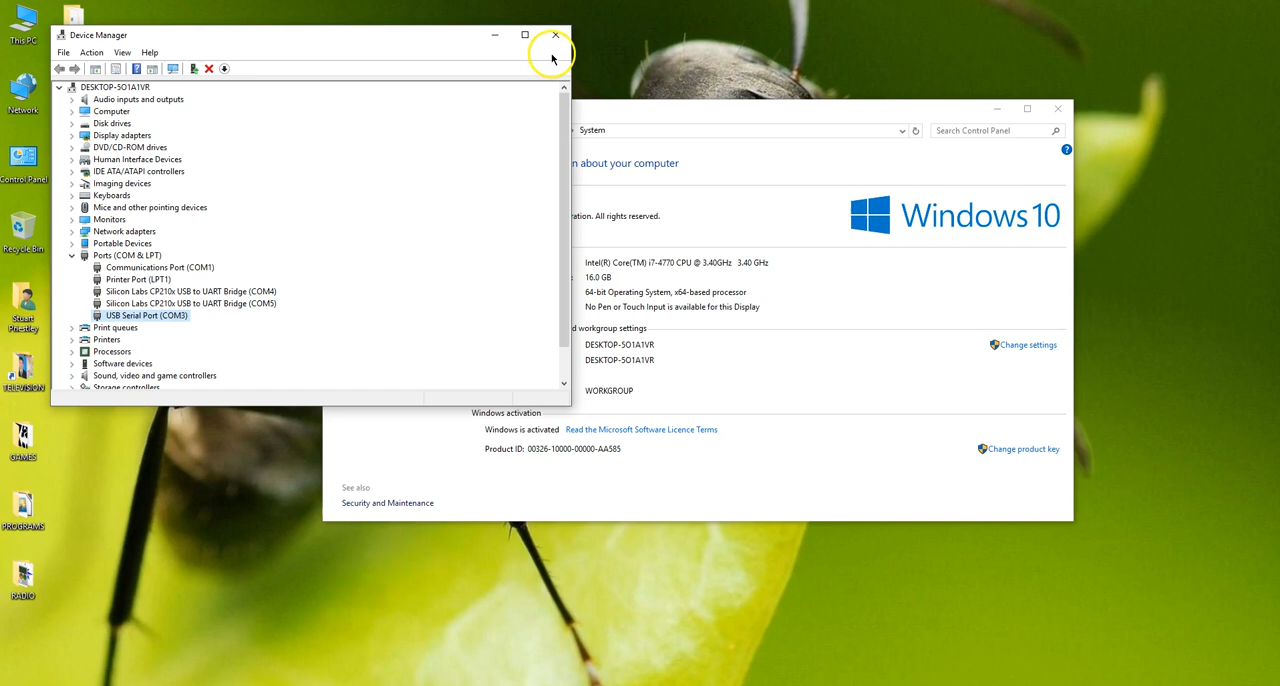 This PC
Network
Control Panel
Recycle Bin
Stuart
Priestley
TELEVISION
GAMES
PROGRAMS
RADIO
Device Manager
File Action View Help
DESKTOP-5O1A1VR
Audio inputs and outputs
Computer
Disk drives
Display adapters
DVD/CD-ROM drives
Human Interface Devices
IDE ATA/ATAPI controllers
Imaging devices
Keyboards
Mice and other pointing devices
Monitors
Network adapters
Portable Devices
Ports (COM & LPT)
Communications Port (COM1)
Printer Port (LPT1)
Silicon Labs CP210x USB to UART Bridge (COM4)
Silicon Labs CP210x USB to UART Bridge (COM5)
USB Serial Port (COM3)
Print queues
Printers
Processors
Software devices
Sound, video and game controllers
Storage controllers
System
Search Control Panel
n about your computer
ration. All rights reserved.
Windows 10
Intel(R) Core(TM) i7-4770 CPU @ 3.40GHz 3.40 GHz
16.0 GB
64-bit Operating System, x64-based processor
No Pen or Touch Input is available for this Display
d workgroup settings
DESKTOP-5O1A1VR
Change settings
DESKTOP-5O1A1VR
WORKGROUP
Windows activation
Windows is activated Read the Microsoft Software Licence Terms
Product ID: 00326-10000-00000-AA585
Change product key
See also
Security and Maintenance